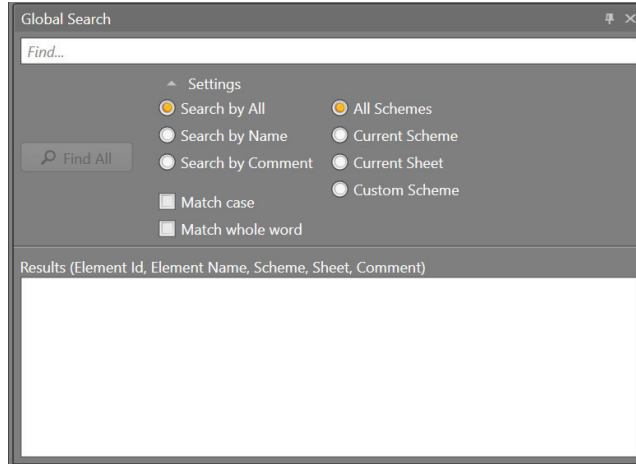 Global Search
Find...
Settings
Search by All
All Schemes
Search by Name
Current Scheme
Find All
Search by Comment
Current Sheet
Custom Scheme
Match case
Match whole word
Results (Element Id, Element Name, Scheme, Sheet, Comment)